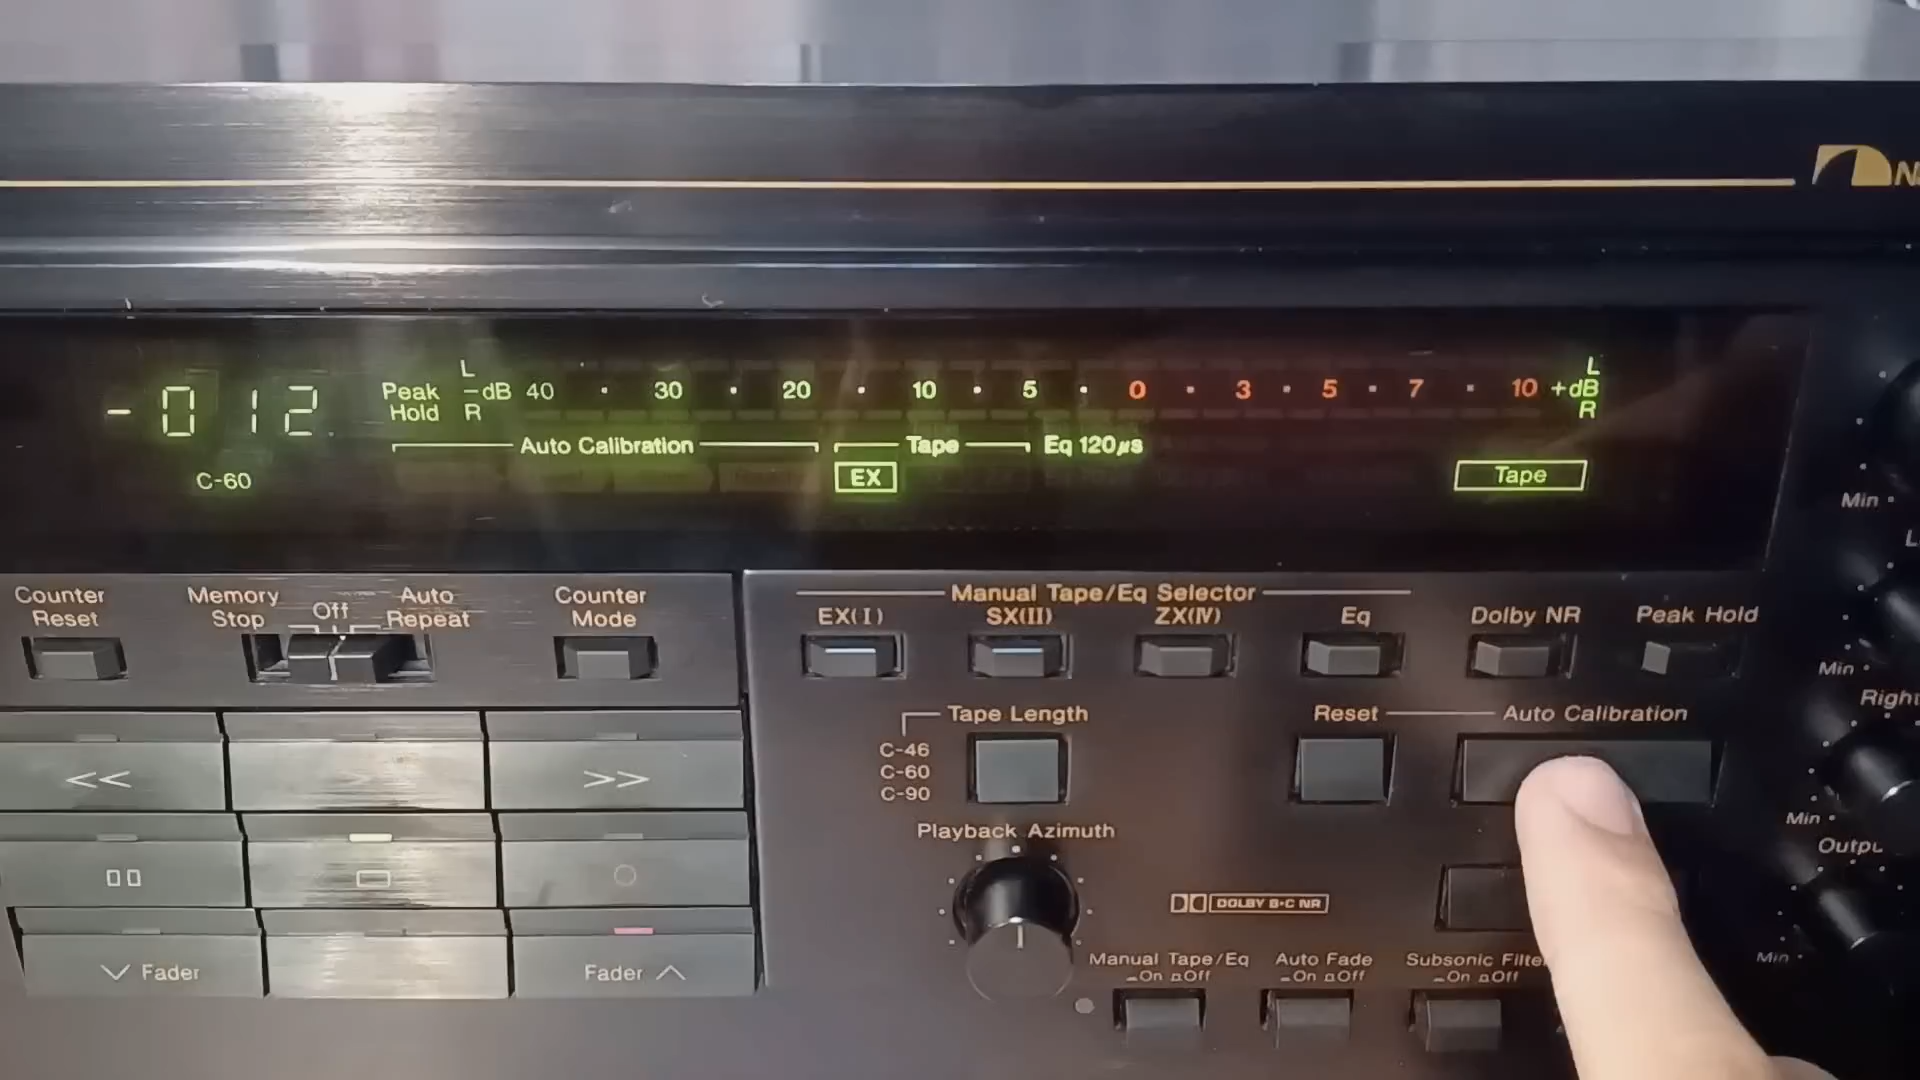 N
-012
Peak Hold
L
R
-dB 40 · 30 · 20 · 10 · 5 · 0 · 3 · 5 · 7 · 10 +dB
L
R
Auto Calibration
Tape
Eq 120µs
C-60
EX
Tape
Counter Reset
Memory Stop
Off
Auto Repeat
Counter Mode
Manual Tape/Eq Selector
EX(I)
SX(II)
ZX(IV)
Eq
Dolby NR
Peak Hold
Min
L
Min
Right
Tape Length
C-46
C-60
C-90
Reset
Auto Calibration
<<
>>
Playback Azimuth
Min
Outpu
DOLBY B·C NR
Manual Tape/Eq
On Off
Auto Fade
On Off
Subsonic Filte
On Off
Min
Fader
Fader